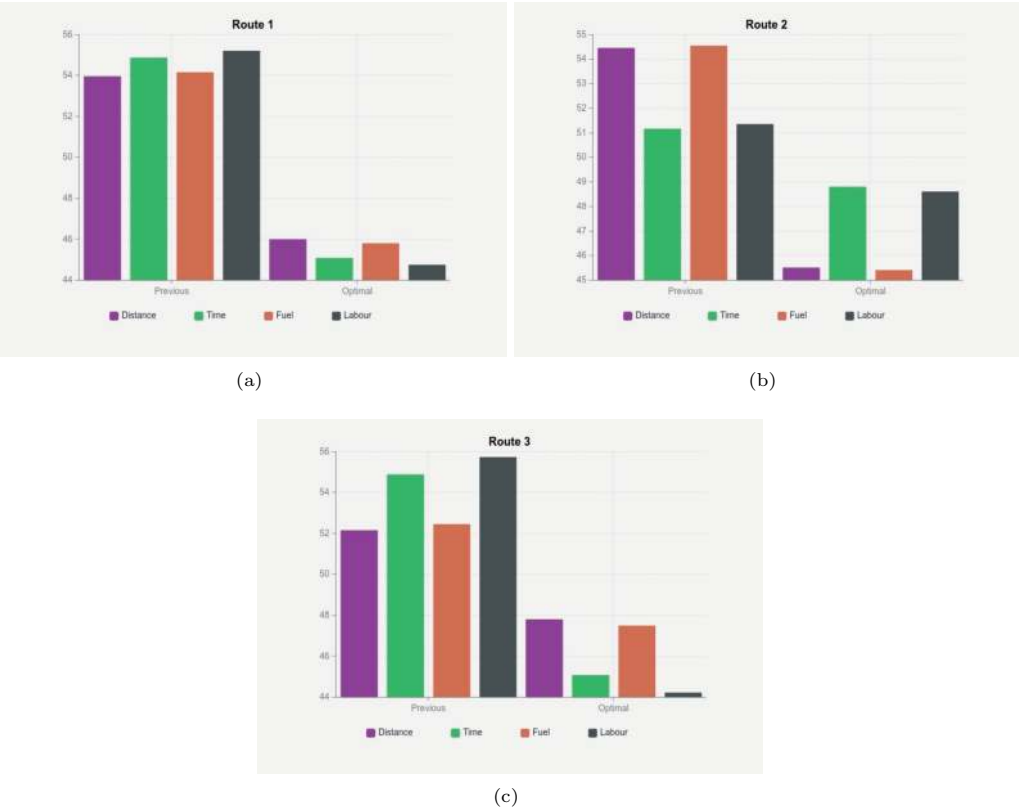 Route 1
56
54
52
50
48
46
44
Previous Optimal
Distance Time Fuel Labour
(a)
Route 2
55
54
53
52
51
50
49
48
47
46
45
Previous Optimal
Distance Time Fuel Labour
(b)
Route 3
56
54
52
50
48
46
44
Previous Optimal
Distance Time Fuel Labour
(c)